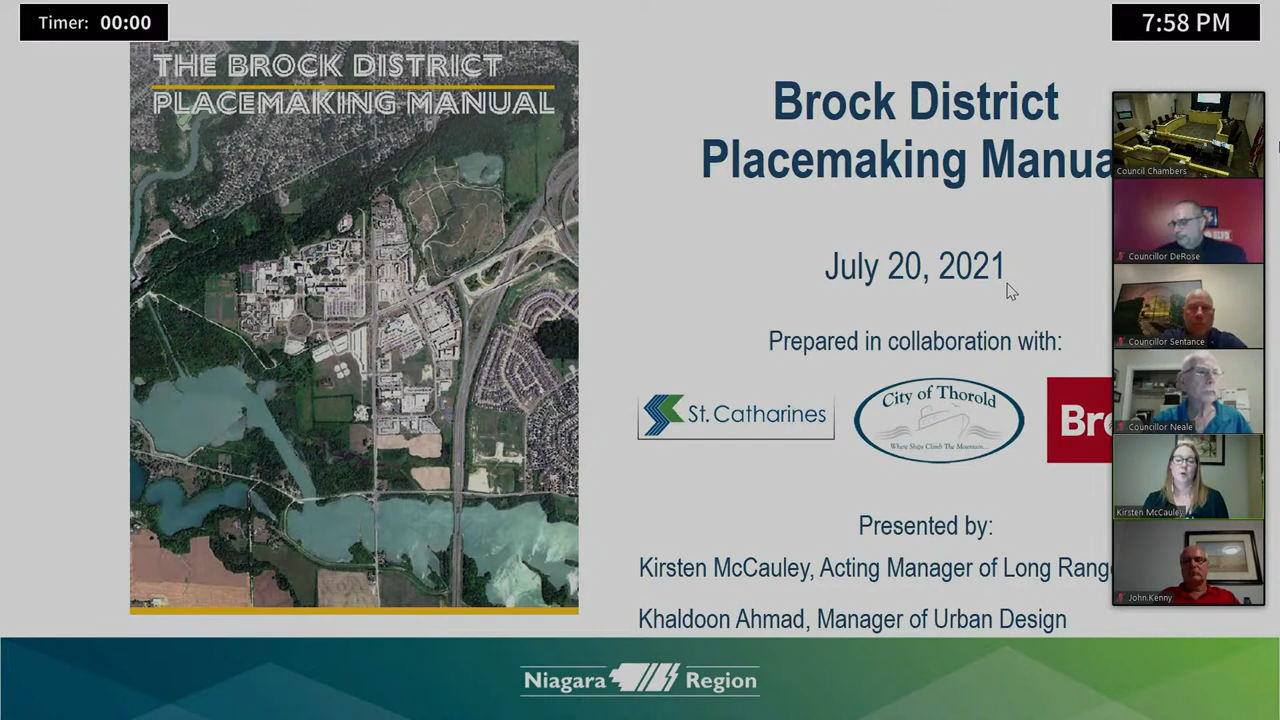 Timer: 00:00
7:58 PM
THE BROCK DISTRICT
PLACEMAKING MANUAL
Brock District
Placemaking Manua
July 20, 2021
Prepared in collaboration with:
St. Catharines
City of Thorold
Where Ships Climb The Mountain...
Bro
Presented by:
Kirsten McCauley, Acting Manager of Long Range
Khaldoon Ahmad, Manager of Urban Design
Niagara Region
Council Chambers
Councillor DeRose
Councillor Sentance
Councillor Neale
Kirsten McCauley
John Kenny